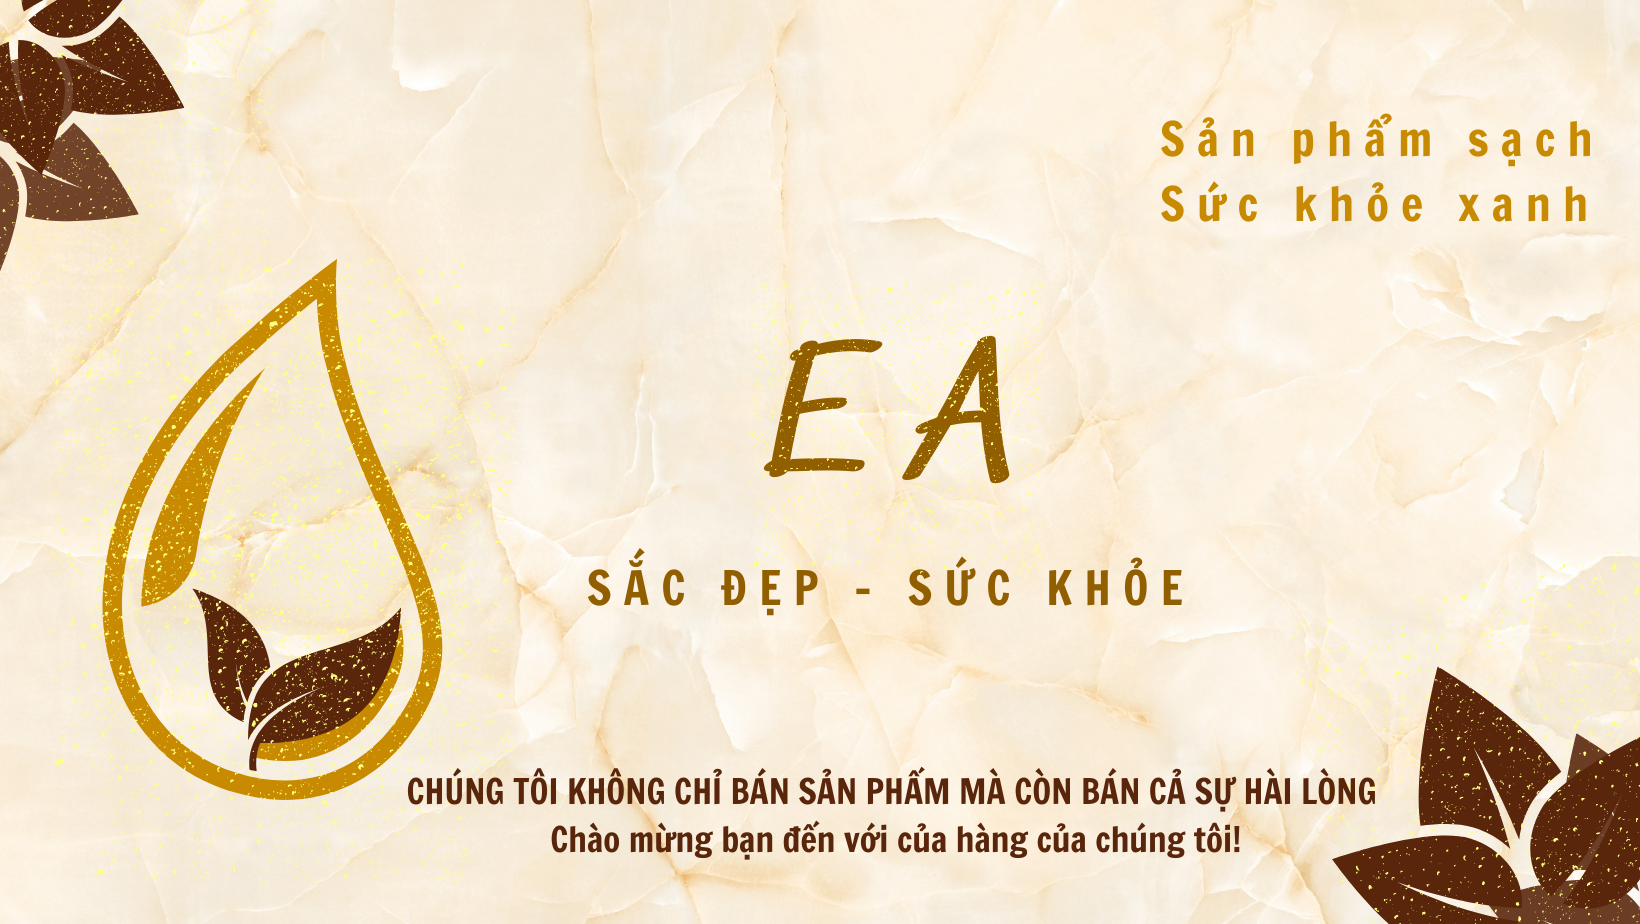 Sản phẩm sạch
Sức khỏe xanh
EA
SẮC ĐẸP - SỨC KHỎE
CHÚNG TÔI KHÔNG CHỈ BÁN SẢN PHẨM MÀ CÒN BÁN CẢ SỰ HÀI LÒNG
Chào mừng bạn đến với của hàng của chúng tôi!